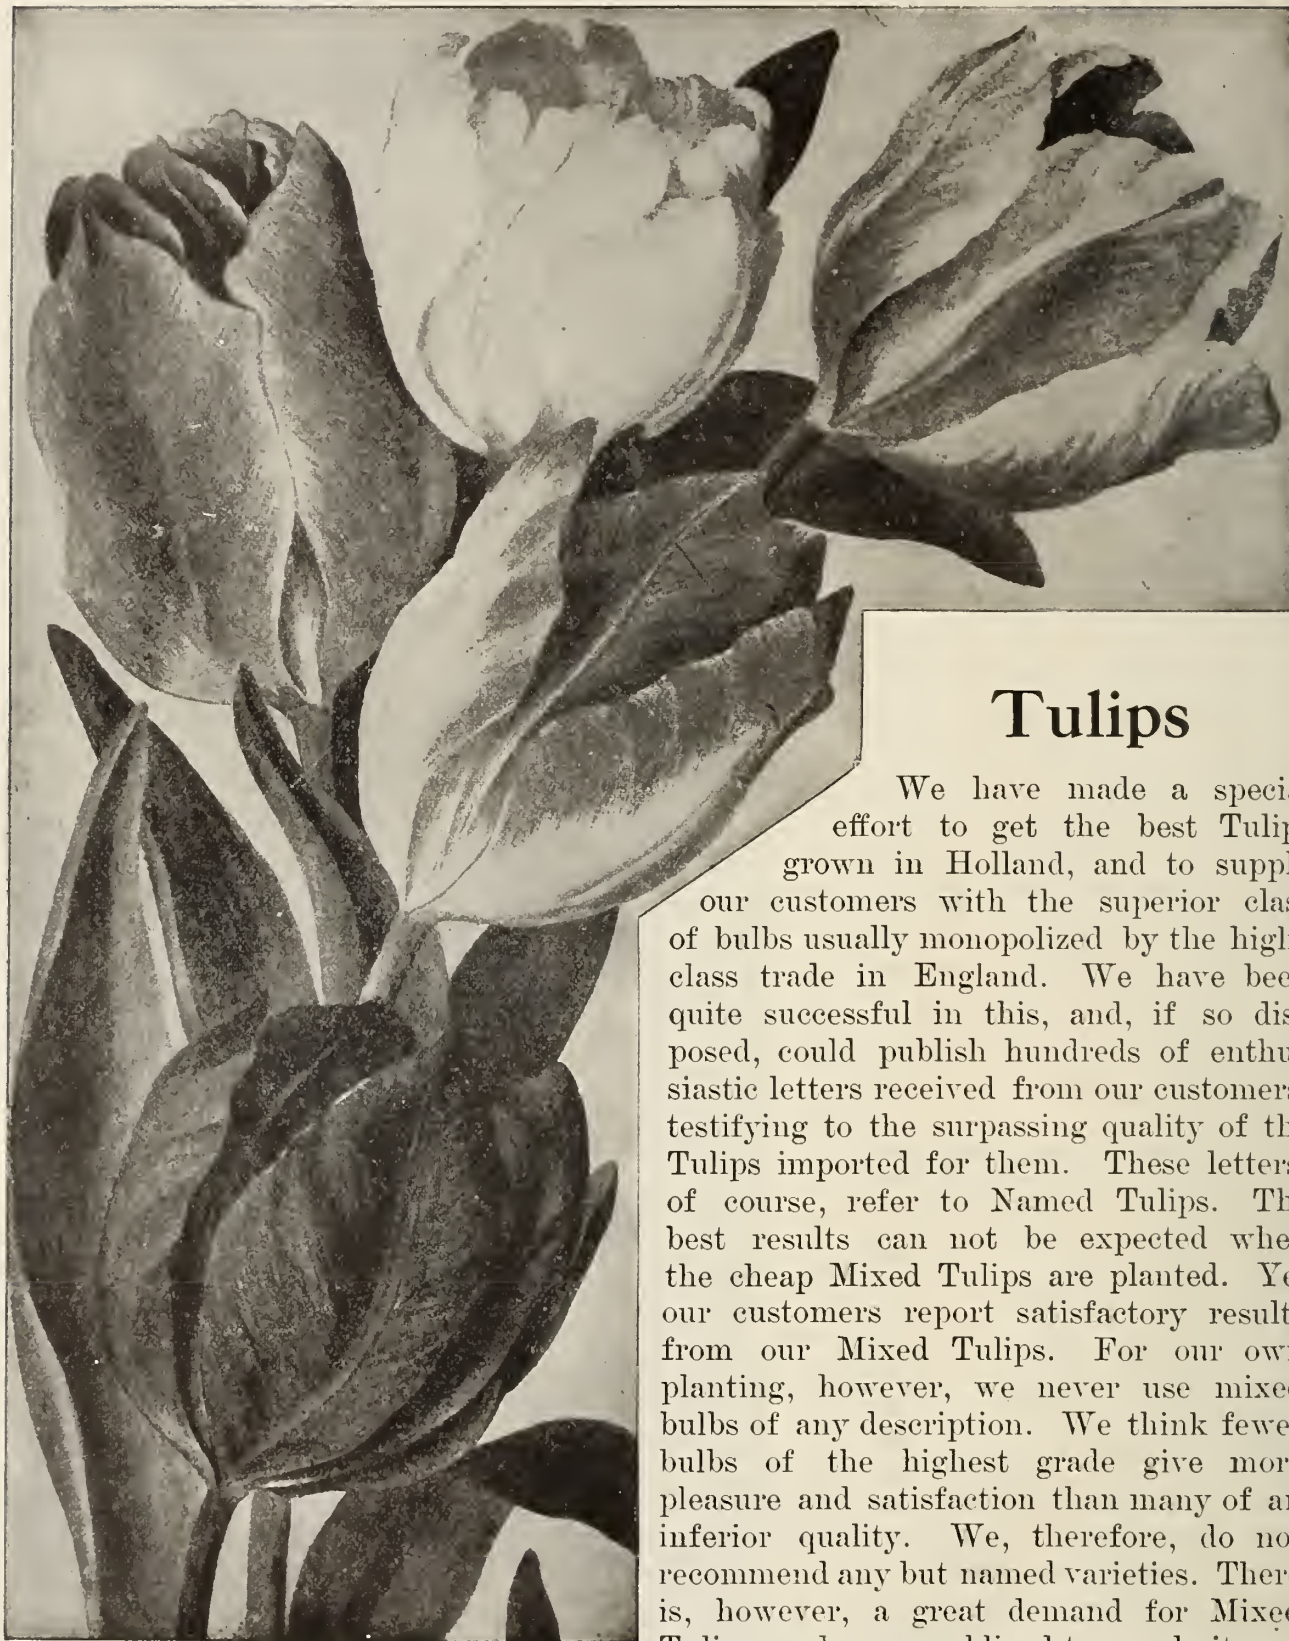 Tulips
We have made a speci
effort to get the best Tulip
grown in Holland, and to suppl
our customers with the superior clas
of bulbs usually monopolized by the high
class trade in England. We have bee
quite successful in this, and, if so dis
posed, could publish hundreds of enthu
siastic letters received from our customers
testifying to the surpassing quality of th
Tulips imported for them. These letters
of course, refer to Named Tulips. Th
best results can not be expected whe
the cheap Mixed Tulips are planted. Ye
our customers report satisfactory result
from our Mixed Tulips. For our ow
planting, however, we never use mixe
bulbs of any description. We think fewe
bulbs of the highest grade give mor
pleasure and satisfaction than many of an
inferior quality. We, therefore, do no
recommend any but named varieties. Ther
is, however, a great demand for Mixe